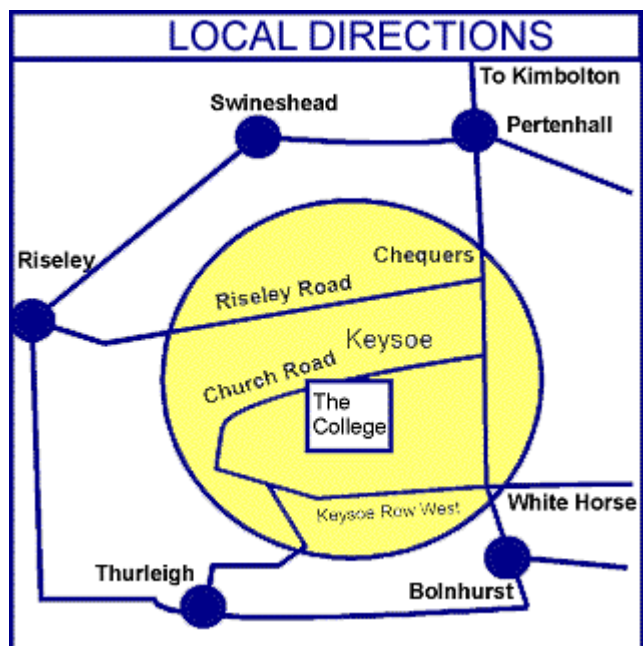 LOCAL DIRECTIONS
To Kimbolton
Swineshead
Pertenhall
Riseley
Chequers
Riseley Road
Keysoe
Church Road
The
College
White Horse
Keysoe Row West
Thurleigh
Bolnhurst